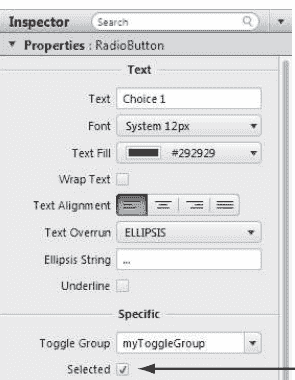 Inspector Search
Properties : RadioButton
Text
Text Choice 1
Font System 12px
Text Fill #292929
Wrap Text
Text Alignment
Text Overrun ELLIPSIS
Ellipsis String ...
Underline
Specific
Toggle Group myToggleGroup
Selected